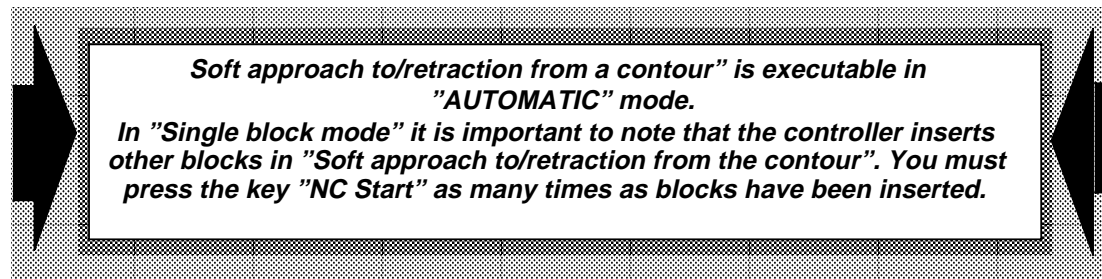 Soft approach to/retraction from a contour” is executable in
”AUTOMATIC” mode.
In ”Single block mode” it is important to note that the controller inserts
other blocks in ”Soft approach to/retraction from the contour”. You must
press the key ”NC Start” as many times as blocks have been inserted.